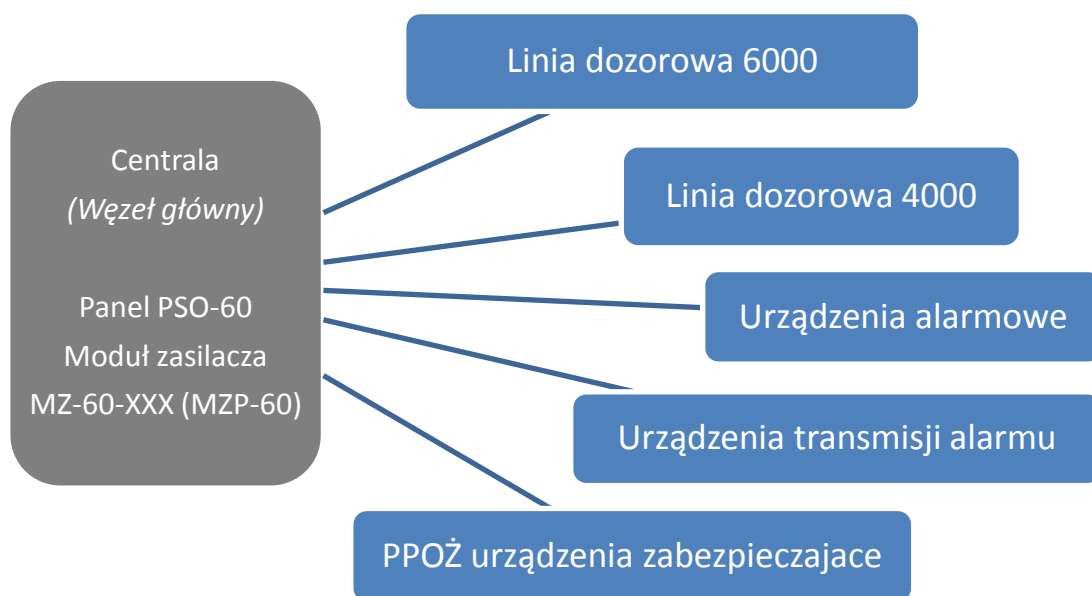 Linia dozorowa 6000
Centrala
(Węzeł główny)
Panel PSO-60
Moduł zasilacza
MZ-60-XXX (MZP-60)
Linia dozorowa 4000
Urządzenia alarmowe
Urządzenia transmisji alarmu
PPOŻ urządzenia zabezpieczajace